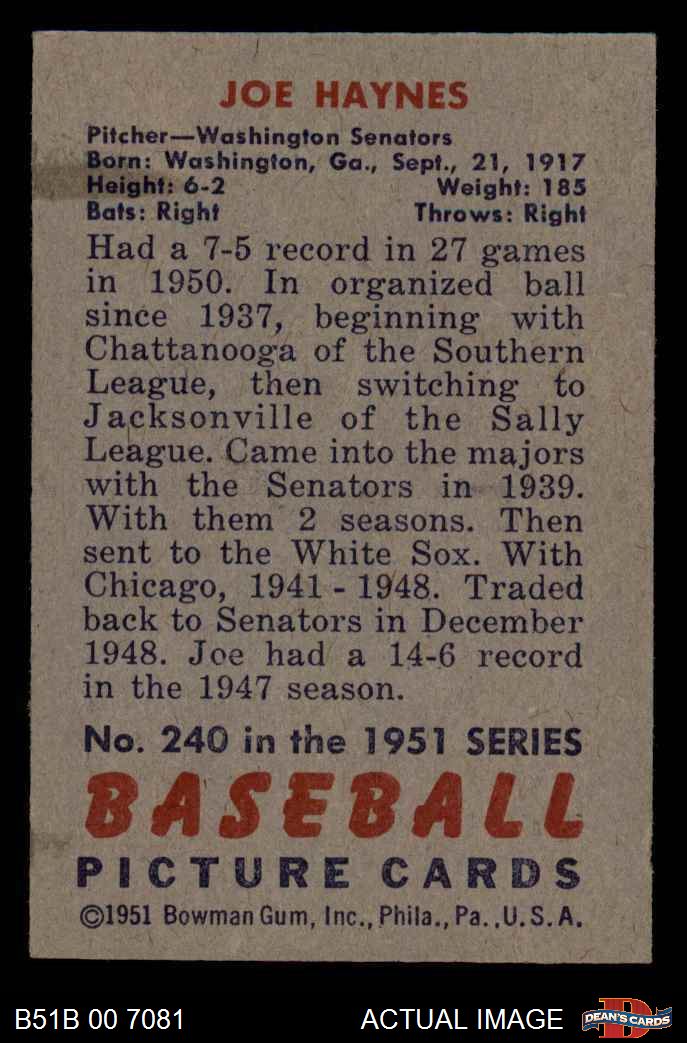 JOE HAYNES
Pitcher—Washington Senators
Born: Washington, Ga., Sept., 21, 1917
Height: 6-2 Weight: 185
Bats: Right Throws: Right
Had a 7-5 record in 27 games
in 1950. In organized ball
since 1937, beginning with
Chattanooga of the Southern
League, then switching to
Jacksonville of the Sally
League. Came into the majors
with the Senators in 1939.
With them 2 seasons. Then
sent to the White Sox. With
Chicago, 1941 - 1948. Traded
back to Senators in December
1948. Joe had a 14-6 record
in the 1947 season.
No. 240 in the 1951 SERIES
BASEBALL
PICTURE CARDS
©1951 Bowman Gum, Inc., Phila., Pa., U.S.A.
B51B 00 7081 ACTUAL IMAGE D DEAN'S CARDS